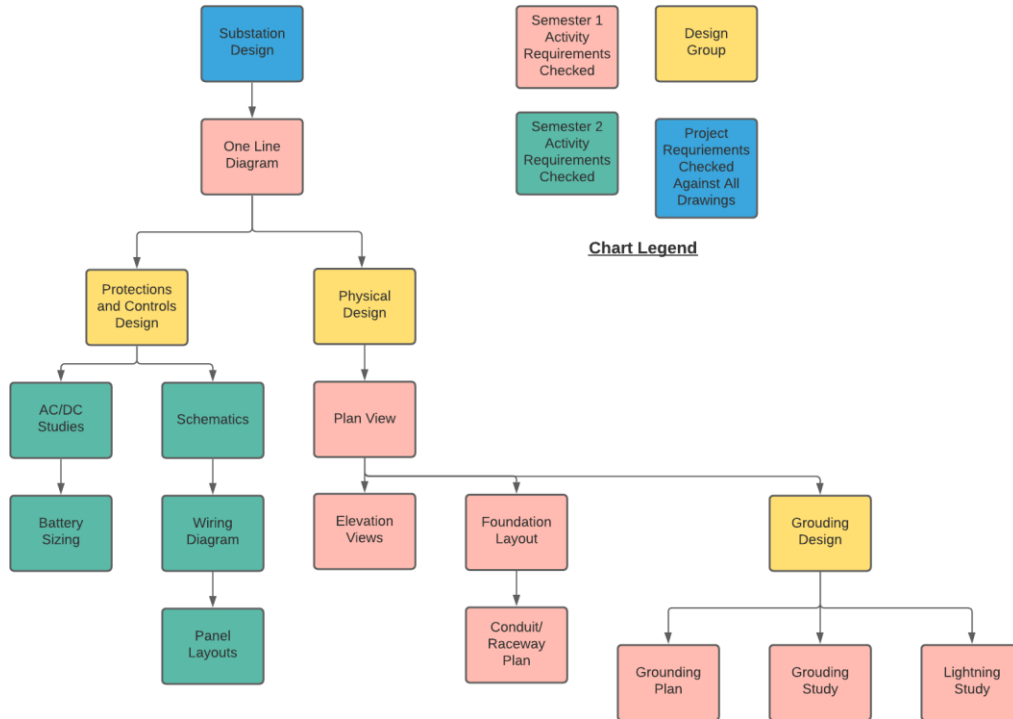 Substation
Design
Semester 1
Activity
Requirements
Checked
Design
Group
One Line
Diagram
Semester 2
Activity
Requirements
Checked
Project
Requriements
Checked
Against All
Drawings
Chart Legend
Protections
and Controls
Design
Physical
Design
AC/DC
Studies
Schematics
Plan View
Battery
Sizing
Wiring
Diagram
Elevation
Views
Foundation
Layout
Grouding
Design
Panel
Layouts
Conduit/
Raceway
Plan
Grounding
Plan
Grounding
Study
Lightning
Study